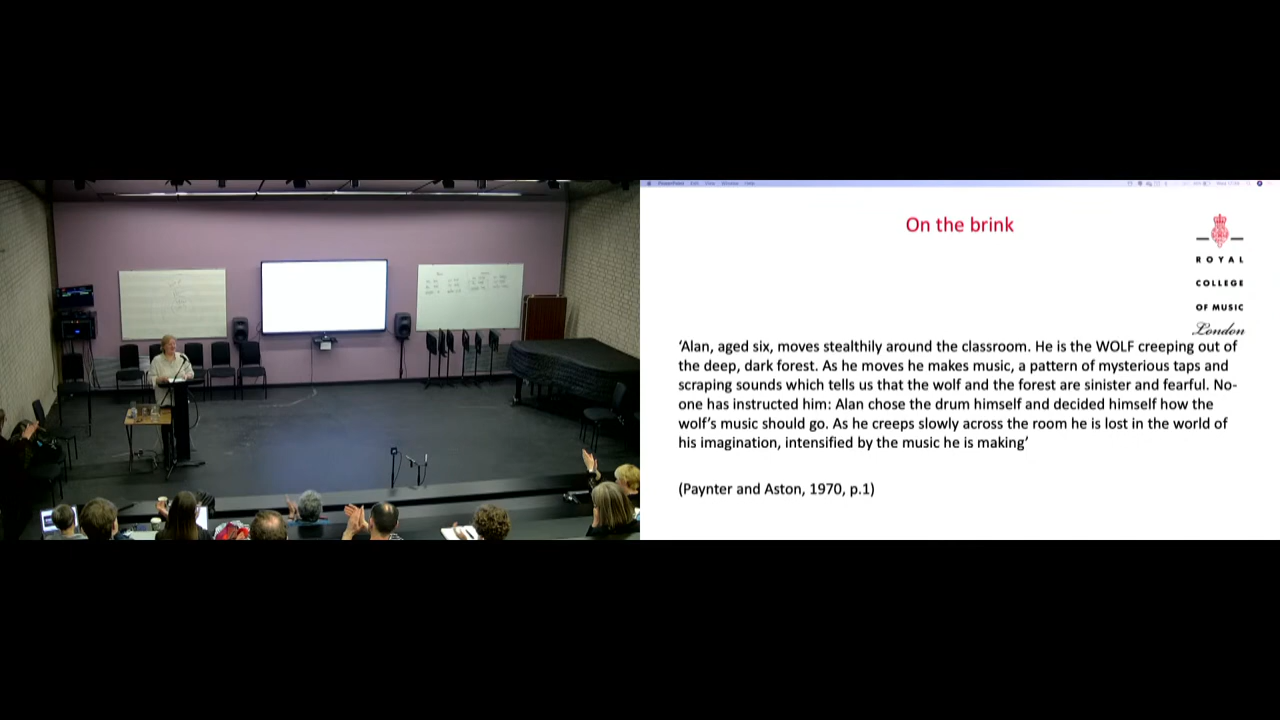 On the brink
ROYAL
COLLEGE
OF MUSIC
London
‘Alan, aged six, moves stealthily around the classroom. He is the WOLF creeping out of
the deep, dark forest. As he moves he makes music, a pattern of mysterious taps and
scraping sounds which tells us that the wolf and the forest are sinister and fearful. No-
one has instructed him: Alan chose the drum himself and decided himself how the
wolf’s music should go. As he creeps slowly across the room he is lost in the world of
his imagination, intensified by the music he is making’
(Paynter and Aston, 1970, p.1)